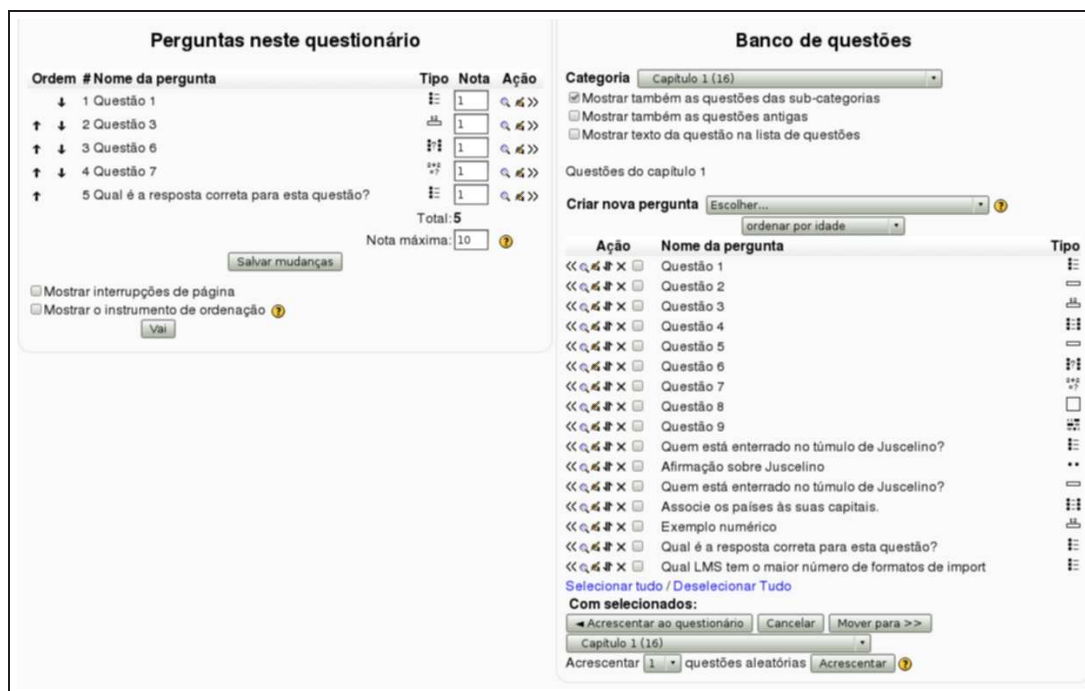 Perguntas neste questionário
Ordem # Nome da pergunta Tipo Nota Ação
1 Questão 1 1
2 Questão 3 1
3 Questão 6 1
4 Questão 7 1
5 Qual é a resposta correta para esta questão? 1
Total: 5
Nota máxima: 10
Salvar mudanças
Mostrar interrupções de página
Mostrar o instrumento de ordenação
Vai
Banco de questões
Categoria Capítulo 1 (16)
Mostrar também as questões das sub-categorias
Mostrar também as questões antigas
Mostrar texto da questão na lista de questões
Questões do capítulo 1
Criar nova pergunta Escolher...
ordenar por idade
Ação Nome da pergunta Tipo
Questão 1
Questão 2
Questão 3
Questão 4
Questão 5
Questão 6
Questão 7
Questão 8
Questão 9
Quem está enterrado no túmulo de Juscelino?
Afirmação sobre Juscelino
Quem está enterrado no túmulo de Juscelino?
Associe os países às suas capitais.
Exemplo numérico
Qual é a resposta correta para esta questão?
Qual LMS tem o maior número de formatos de import
Selecionar tudo / Deselecionar Tudo
Com selecionados:
Acrescentar ao questionário Cancelar Mover para >>
Capítulo 1 (16)
Acrescentar 1 questões aleatórias Acrescentar